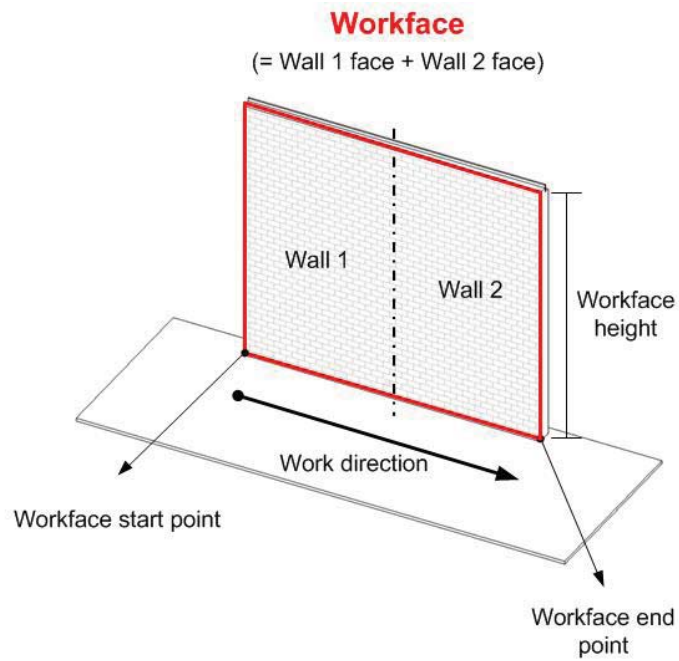 Workface
(= Wall 1 face + Wall 2 face)
Wall 1
Wall 2
Workface
height
Work direction
Workface start point
Workface end
point